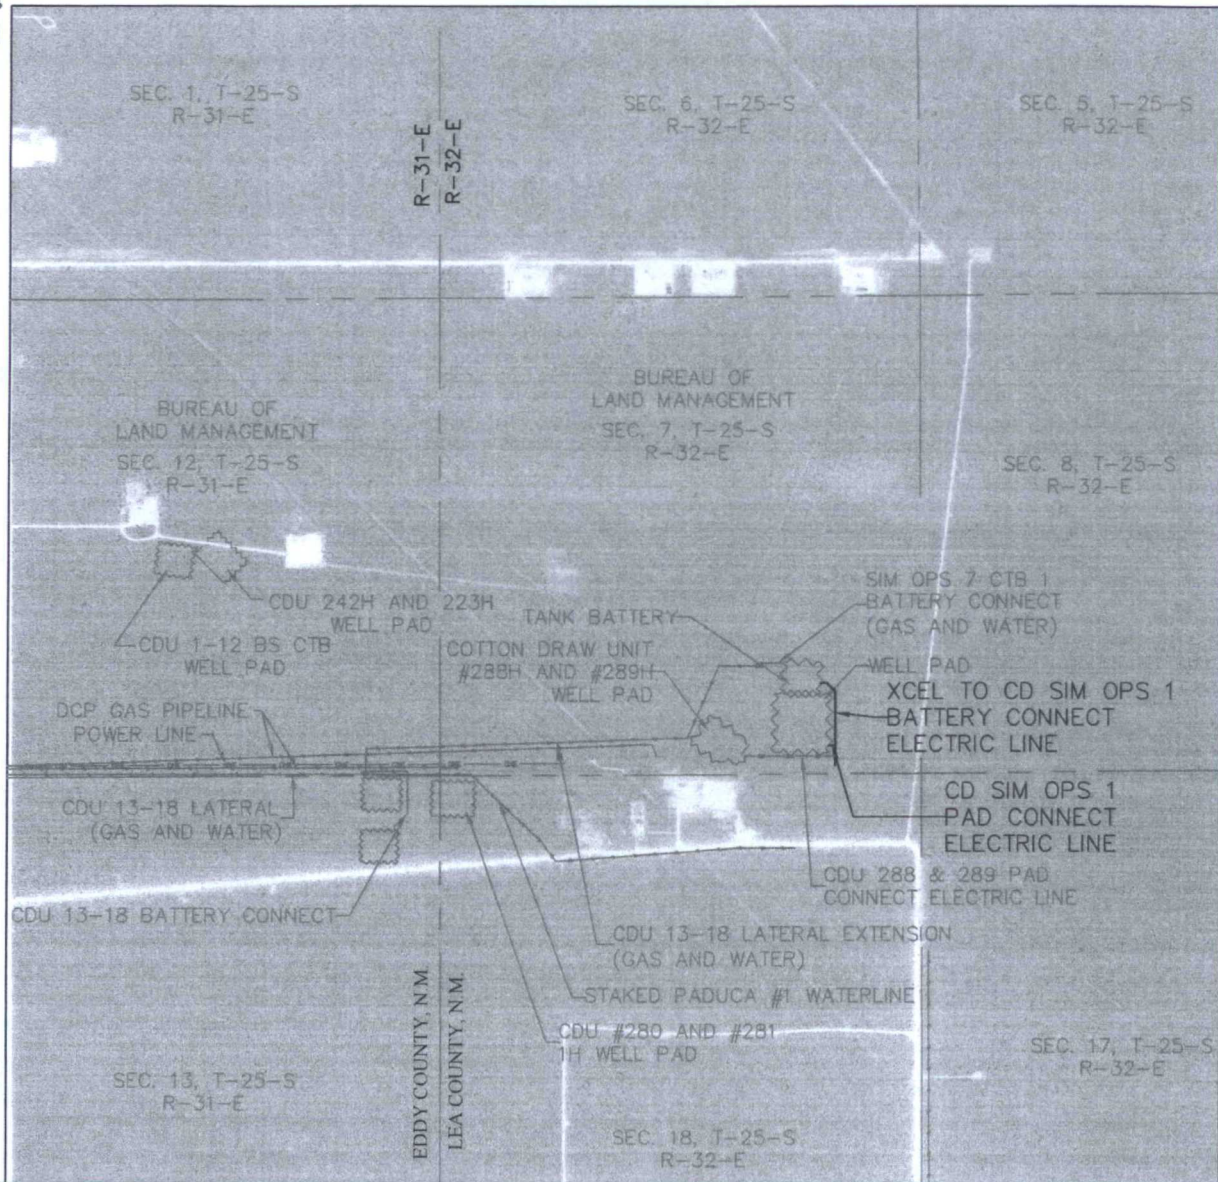 SEC. 1, T-25-S
R-31-E
SEC. 6, T-25-S
R-32-E
SEC. 5, T-25-S
R-32-E
R-31-E
R-32-E
BUREAU OF
LAND MANAGEMENT
SEC. 12, T-25-S
R-31-E
BUREAU OF
LAND MANAGEMENT
SEC. 7, T-25-S
R-32-E
SEC. 8, T-25-S
R-32-E
CDU 242H AND 223H
WELL PAD
CDU 1-12 BS CTB
WELL PAD
TANK BATTERY
SIM OPS 7 CTB 1
BATTERY CONNECT
(GAS AND WATER)
COTTON DRAW UNIT
#288H AND #289H
WELL PAD
WELL PAD
XCEL TO CD SIM OPS 1
BATTERY CONNECT
ELECTRIC LINE
DCP GAS PIPELINE
POWER LINE
CDU 13-18 LATERAL
(GAS AND WATER)
CD SIM OPS 1
PAD CONNECT
ELECTRIC LINE
CDU 288 & 289 PAD
CONNECT ELECTRIC LINE
CDU 13-18 BATTERY CONNECT
CDU 13-18 LATERAL EXTENSION
(GAS AND WATER)
STAKED PADUCA #1 WATERLINE
CDU #280 AND #281
1H WELL PAD
EDDY COUNTY, N.M.
LEA COUNTY, N.M.
SEC. 13, T-25-S
R-31-E
SEC. 18, T-25-S
R-32-E
SEC. 17, T-25-S
R-32-E